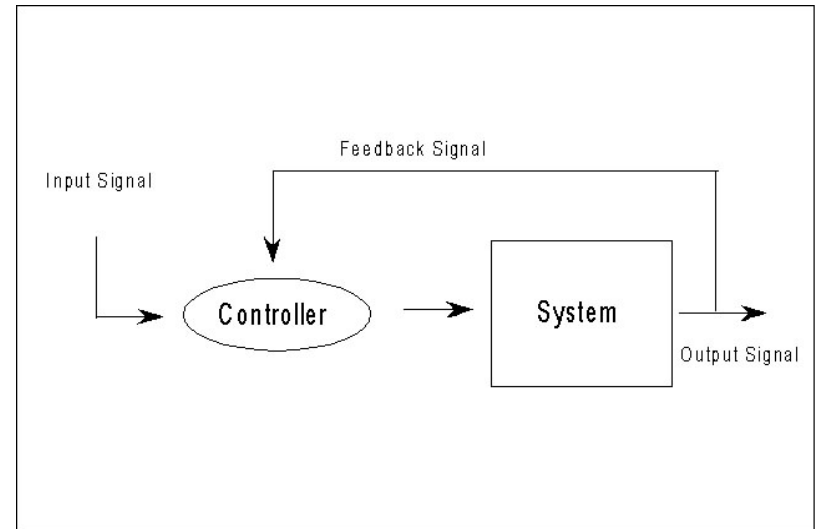 Feedback Signal
Input Signal
Controller
System
Output Signal